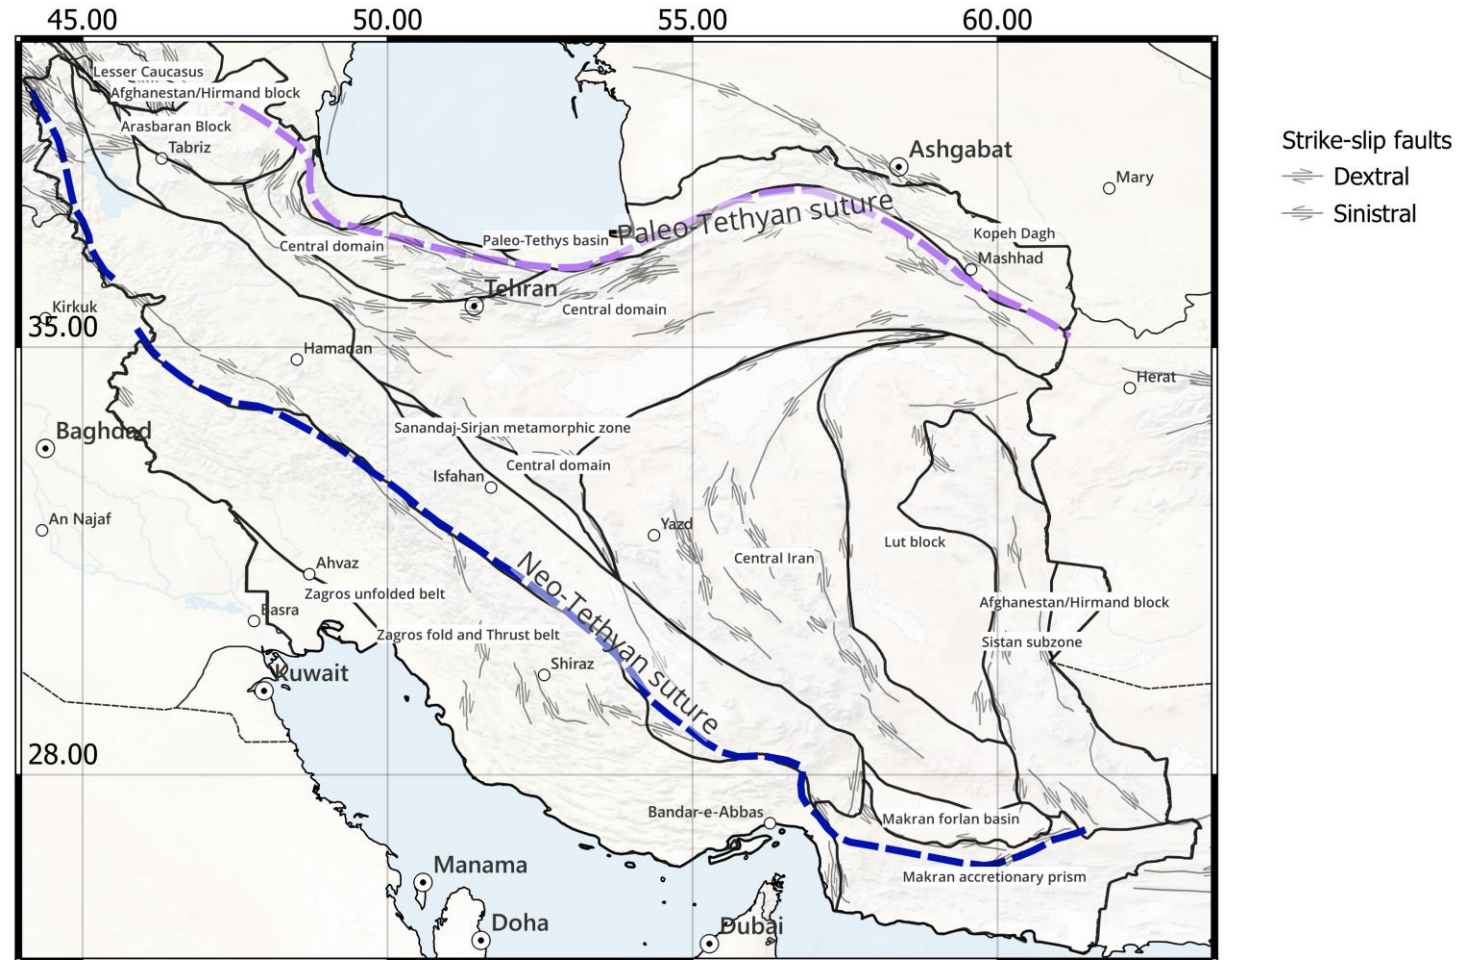 45.00 50.00 55.00 60.00
Lesser Caucasus
Afghanestan/Hirmand block
Arasbaran Block
Tabriz
Ashgabat
Mary
Strike-slip faults
Dextral
Sinistral
Paleo-Tethyan suture
Central domain
Paleo-Tethys basin
Kopeh Dagh
Mashhad
Tehran
Central domain
Kirkuk
35.00
Hamadan
Herat
Baghdad
Sanandaj-Sirjan metamorphic zone
Central domain
Isfahan
An Najaf
Yazd
Lut block
Central Iran
Neo-Tethyan suture
Ahvaz
Zagros unfolded belt
Basra
Afghanestan/Hirmand block
Zagros fold and Thrust belt
Sistan subzone
Shiraz
Kuwait
28.00
Bandar-e-Abbas
Makran forlan basin
Manama
Makran accretionary prism
Doha
Dubai